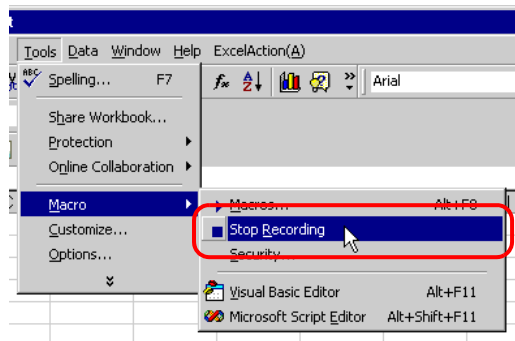 Tools Data Window Help ExcelAction(A)
ABC Spelling... F7
Arial
Share Workbook...
Protection
Online Collaboration
Macro
Macros... Alt+F8
Customize...
Stop Recording
Options...
Security...
Visual Basic Editor Alt+F11
Microsoft Script Editor Alt+Shift+F11